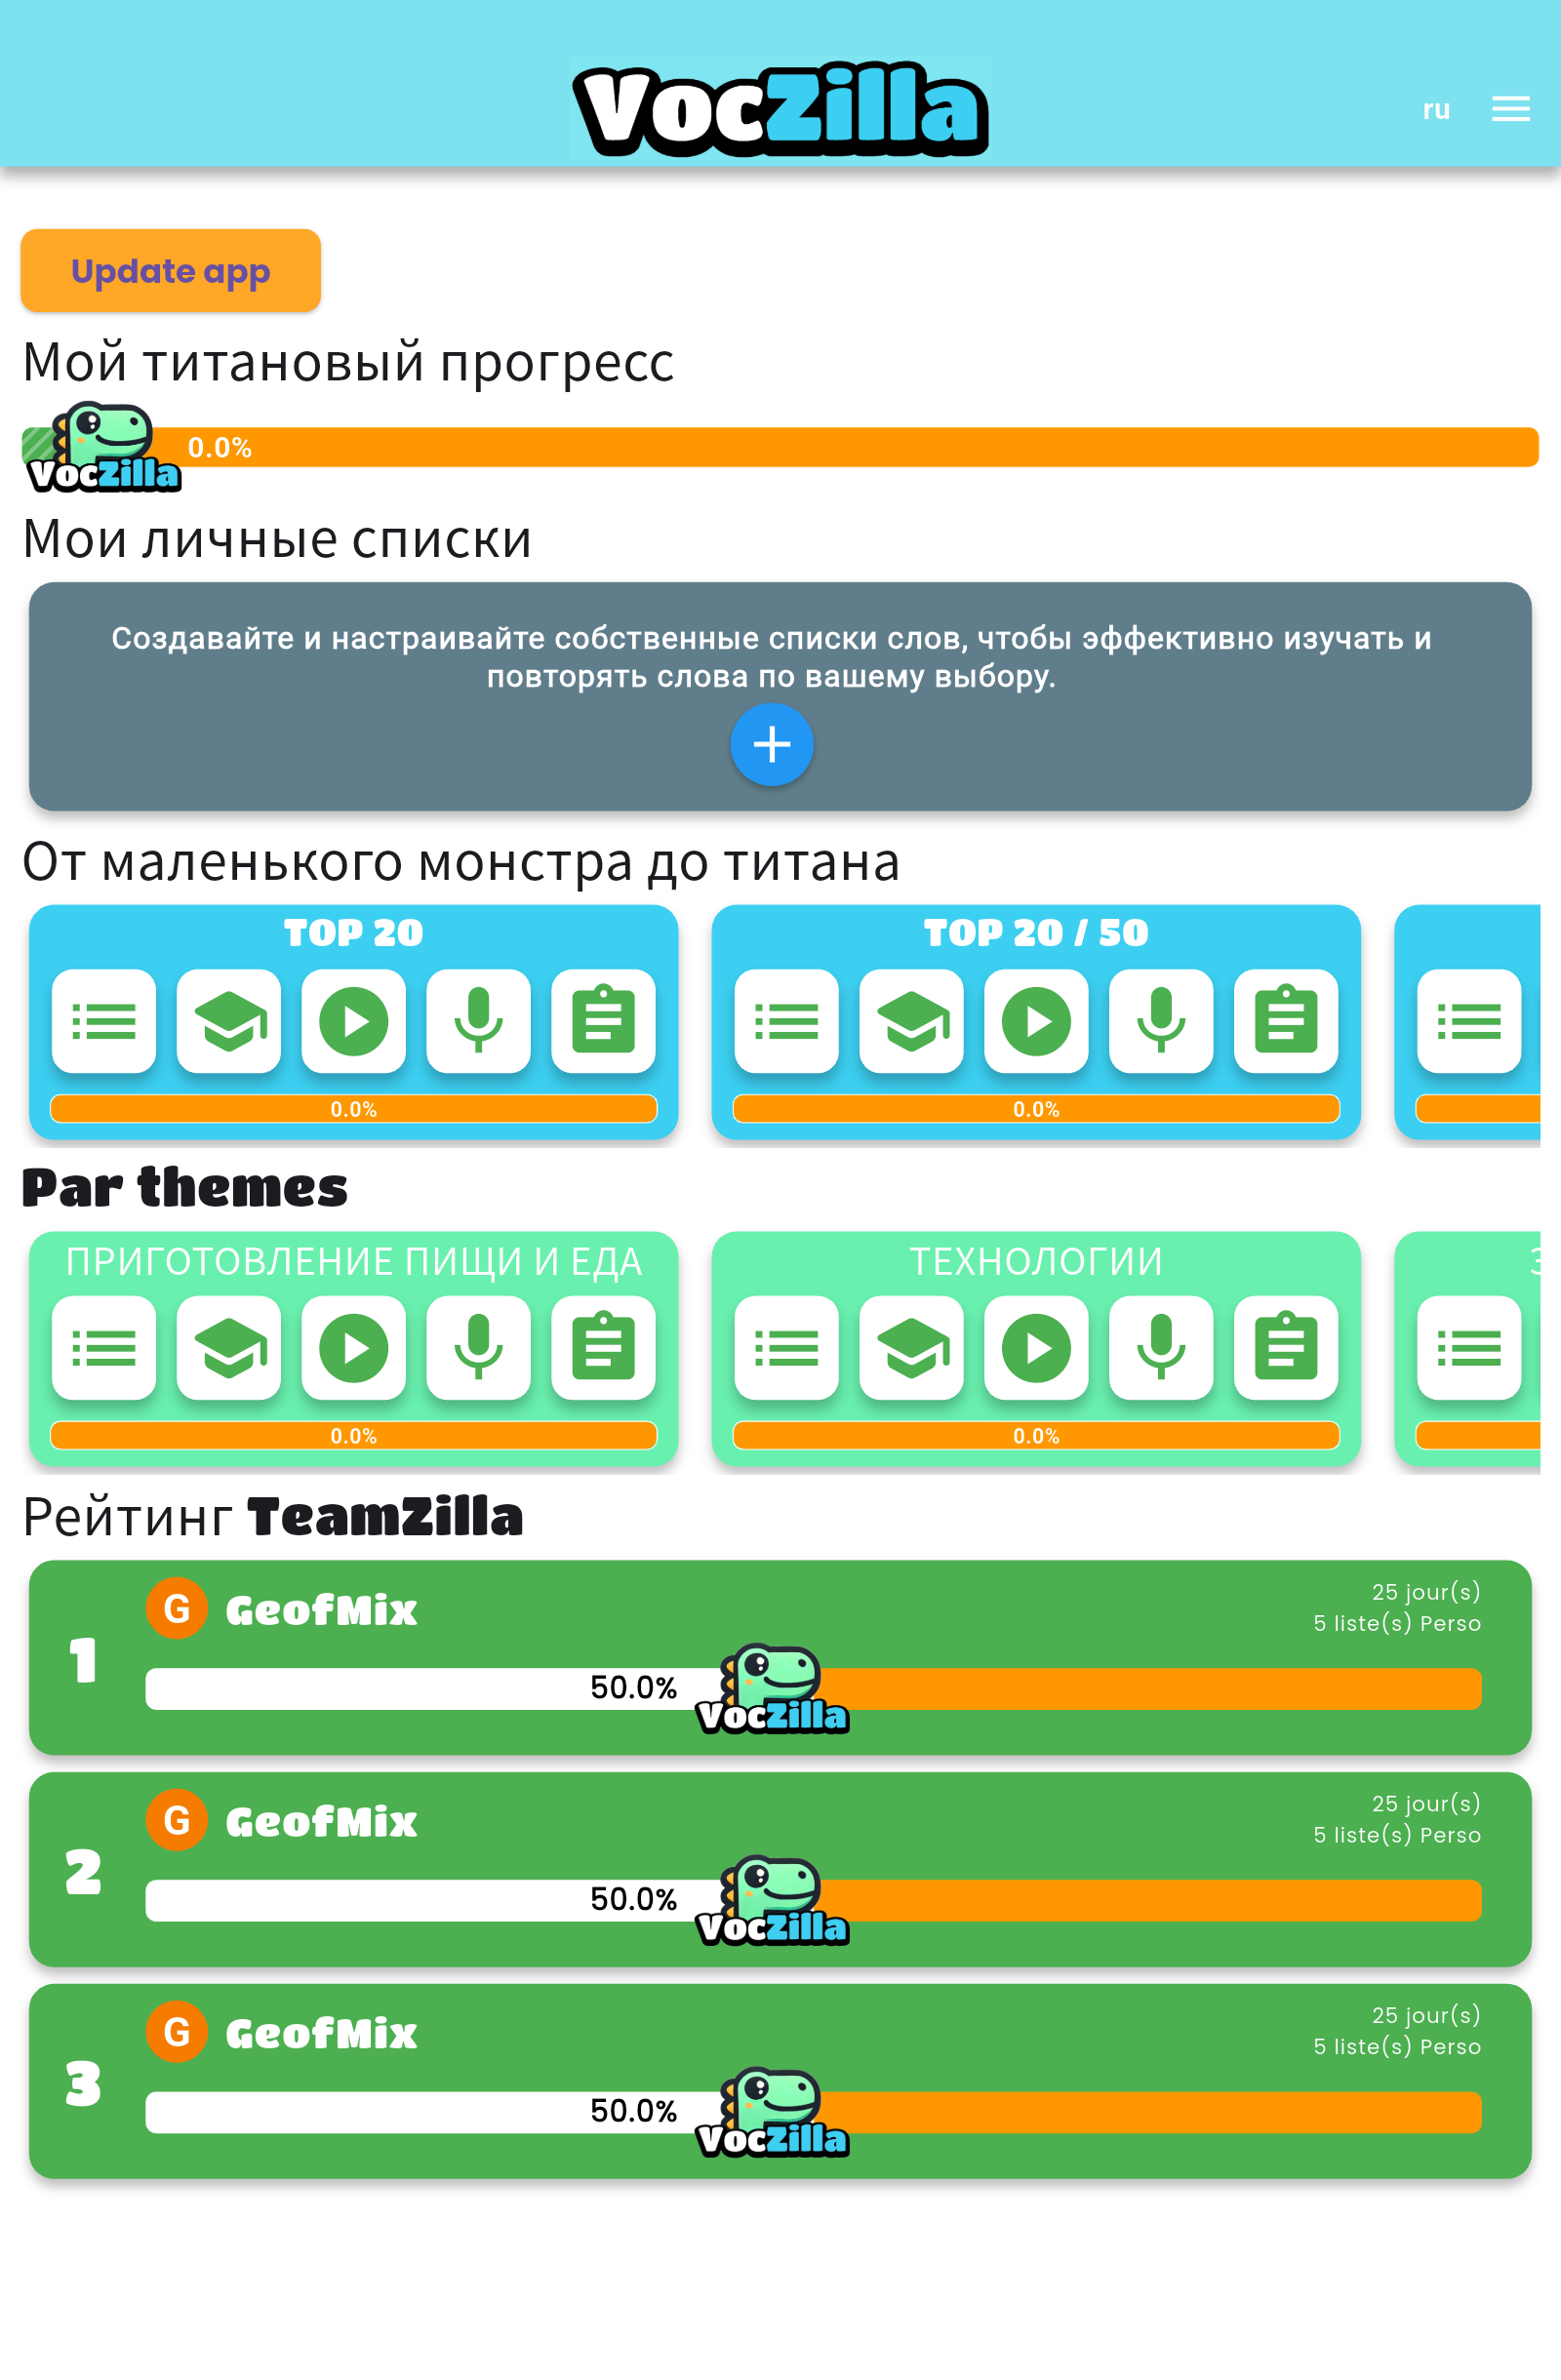 VocZilla
ru
Update app
Мой титановый прогресс
0.0%
VocZilla
Мои личные списки
Создавайте и настраивайте собственные списки слов, чтобы эффективно изучать и
повторять слова по вашему выбору.
От маленького монстра до титана
TOP 20
TOP 20 / 50
0.0%
0.0%
Par themes
ПРИГОТОВЛЕНИЕ ПИЩИ И ЕДА
ТЕХНОЛОГИИ
0.0%
0.0%
Рейтинг TeamZilla
1
G
GeofMix
25 jour(s)
5 liste(s) Perso
50.0%
VocZilla
2
G
GeofMix
25 jour(s)
5 liste(s) Perso
50.0%
VocZilla
3
G
GeofMix
25 jour(s)
5 liste(s) Perso
50.0%
VocZilla